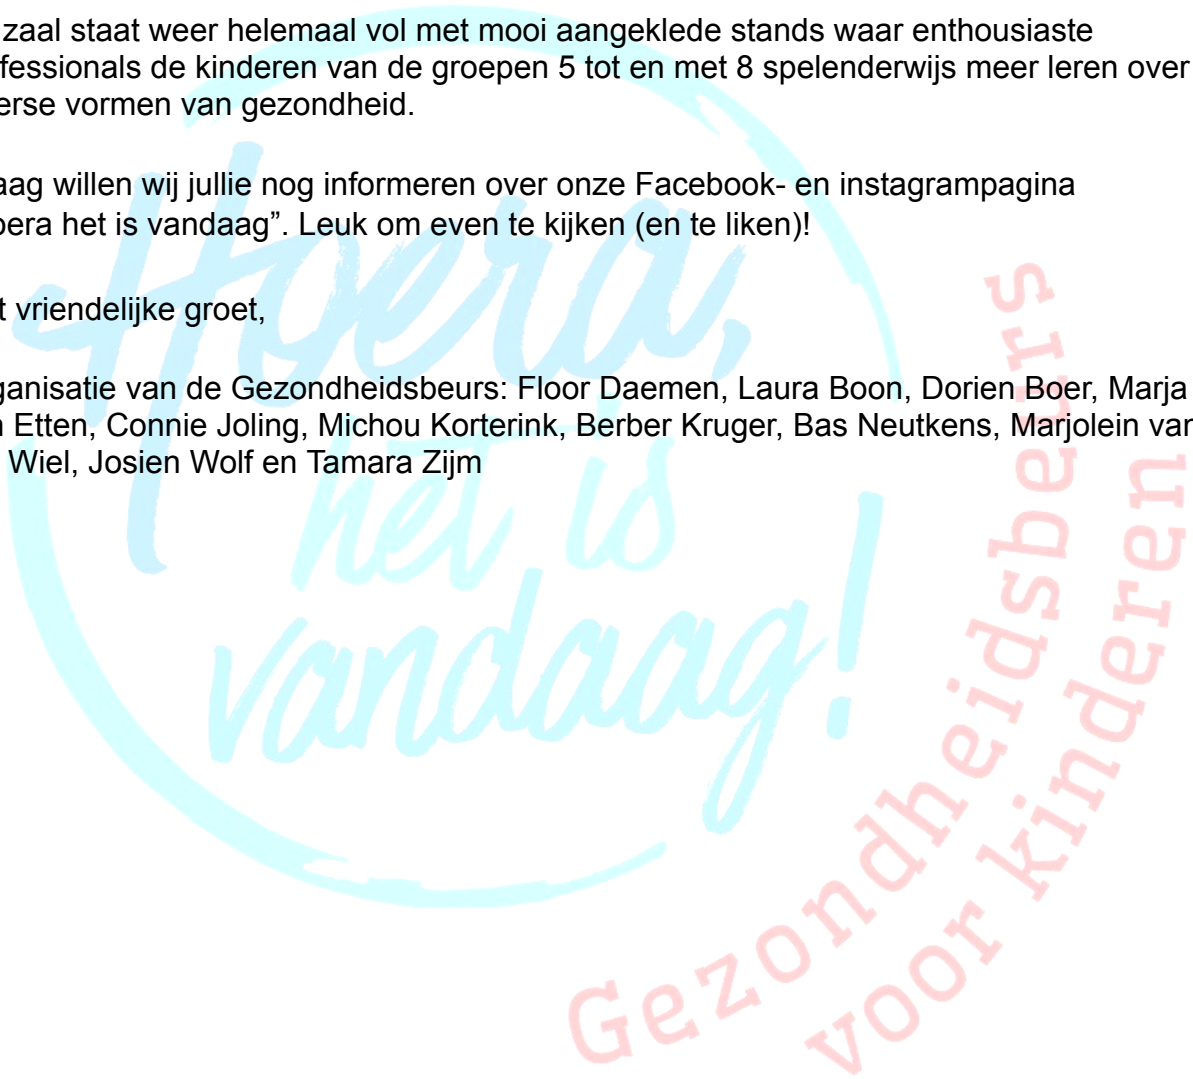 zaal staat weer helemaal vol met mooi aangeklede stands waar enthousiaste
fessionals de kinderen van de groepen 5 tot en met 8 spelenderwijs meer leren over
erse vormen van gezondheid.
aag willen wij jullie nog informeren over onze Facebook- en instagrampagina
era het is vandaag”. Leuk om even te kijken (en te liken)!
t vriendelijke groet,
ganisatie van de Gezondheidsbeurs: Floor Daemen, Laura Boon, Dorien Boer, Marja
Etten, Connie Joling, Michou Korterink, Berber Kruger, Bas Neutkens, Marjolein van
Wiel, Josien Wolf en Tamara Zijm
Hoera,
het is
vandaag!
Gezondheidsbeurs
voor kinderen